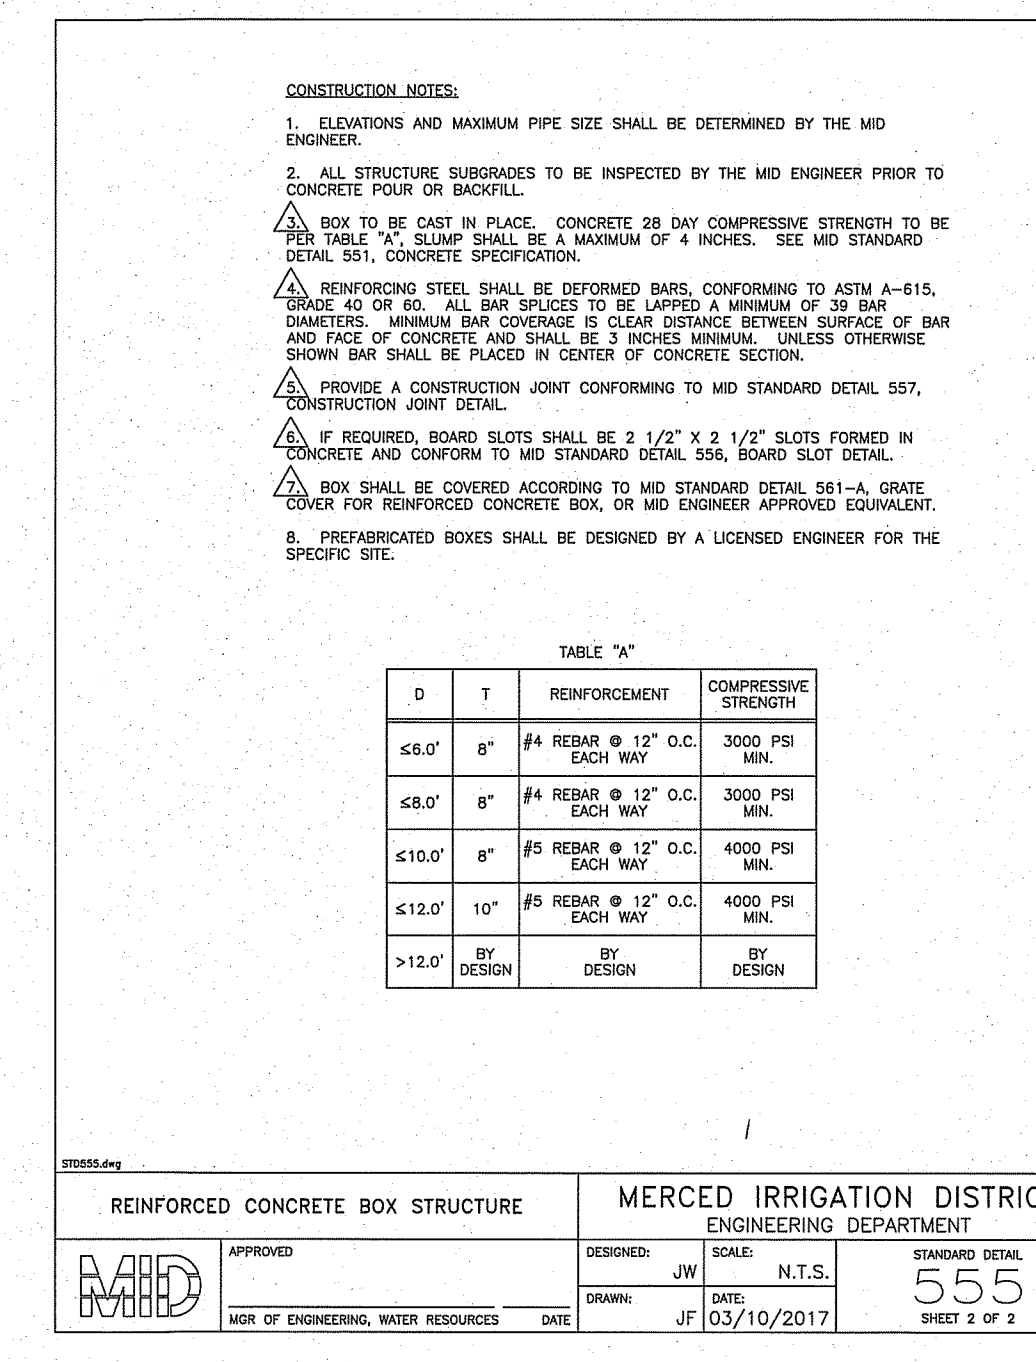 CONSTRUCTION NOTES:
1. ELEVATIONS AND MAXIMUM PIPE SIZE SHALL BE DETERMINED BY THE MID
ENGINEER.
2. ALL STRUCTURE SUBGRADES TO BE INSPECTED BY THE MID ENGINEER PRIOR TO
CONCRETE POUR OR BACKFILL.
3. BOX TO BE CAST IN PLACE. CONCRETE 28 DAY COMPRESSIVE STRENGTH TO BE
PER TABLE "A", SLUMP SHALL BE A MAXIMUM OF 4 INCHES. SEE MID STANDARD
DETAIL 551, CONCRETE SPECIFICATION.
4. REINFORCING STEEL SHALL BE DEFORMED BARS, CONFORMING TO ASTM A-615,
GRADE 40 OR 60. ALL BAR SPLICES TO BE LAPPED A MINIMUM OF 39 BAR
DIAMETERS. MINIMUM BAR COVERAGE IS CLEAR DISTANCE BETWEEN SURFACE OF BAR
AND FACE OF CONCRETE AND SHALL BE 3 INCHES MINIMUM. UNLESS OTHERWISE
SHOWN BAR SHALL BE PLACED IN CENTER OF CONCRETE SECTION.
5. PROVIDE A CONSTRUCTION JOINT CONFORMING TO MID STANDARD DETAIL 557,
CONSTRUCTION JOINT DETAIL.
6. IF REQUIRED, BOARD SLOTS SHALL BE 2 1/2" X 2 1/2" SLOTS FORMED IN
CONCRETE AND CONFORM TO MID STANDARD DETAIL 556, BOARD SLOT DETAIL.
7. BOX SHALL BE COVERED ACCORDING TO MID STANDARD DETAIL 561-A, GRATE
COVER FOR REINFORCED CONCRETE BOX, OR MID ENGINEER APPROVED EQUIVALENT.
8. PREFABRICATED BOXES SHALL BE DESIGNED BY A LICENSED ENGINEER FOR THE
SPECIFIC SITE.
TABLE "A"
D T REINFORCEMENT COMPRESSIVE STRENGTH
≤6.0' 8" #4 REBAR @ 12" O.C. EACH WAY 3000 PSI MIN.
≤8.0' 8" #4 REBAR @ 12" O.C. EACH WAY 3000 PSI MIN.
≤10.0' 8" #5 REBAR @ 12" O.C. EACH WAY 4000 PSI MIN.
≤12.0' 10" #5 REBAR @ 12" O.C. EACH WAY 4000 PSI MIN.
>12.0' BY DESIGN BY DESIGN BY DESIGN
STD555.dwg
REINFORCED CONCRETE BOX STRUCTURE
MERCED IRRIGATION DISTRIC
ENGINEERING DEPARTMENT
MID
APPROVED
MGR OF ENGINEERING, WATER RESOURCES DATE
DESIGNED:
JW
SCALE:
N.T.S.
DRAWN:
JF
DATE:
03/10/2017
STANDARD DETAIL
555
SHEET 2 OF 2